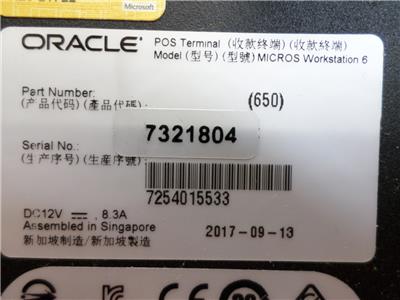 Microsoft
ORACLE POS Terminal (收款终端) (收款終端)
Model (型号) (型號) MICROS Workstation 6
Part Number:
(产品代码) (產品代碼) (650)
7321804
Serial No.:
(生产序号) (生産序號)
7254015533
DC12V 8.3A
Assembled in Singapore
新加坡制造/新加坡製造 2017-09-13